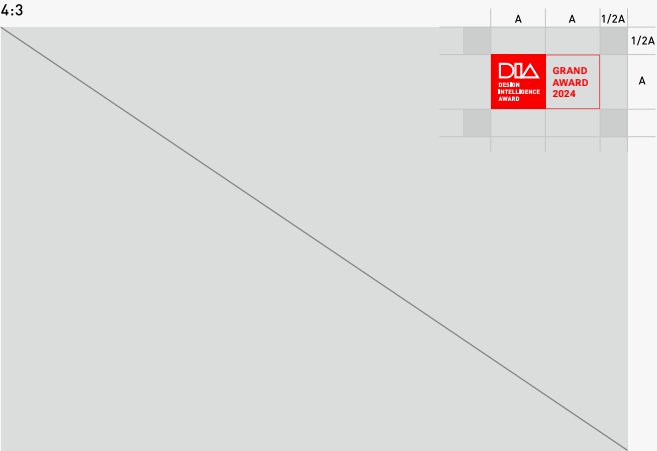 4:3
A A 1/2A
1/2A
A
DIA
DESIGN
INTELLIGENCE
AWARD
GRAND
AWARD
2024